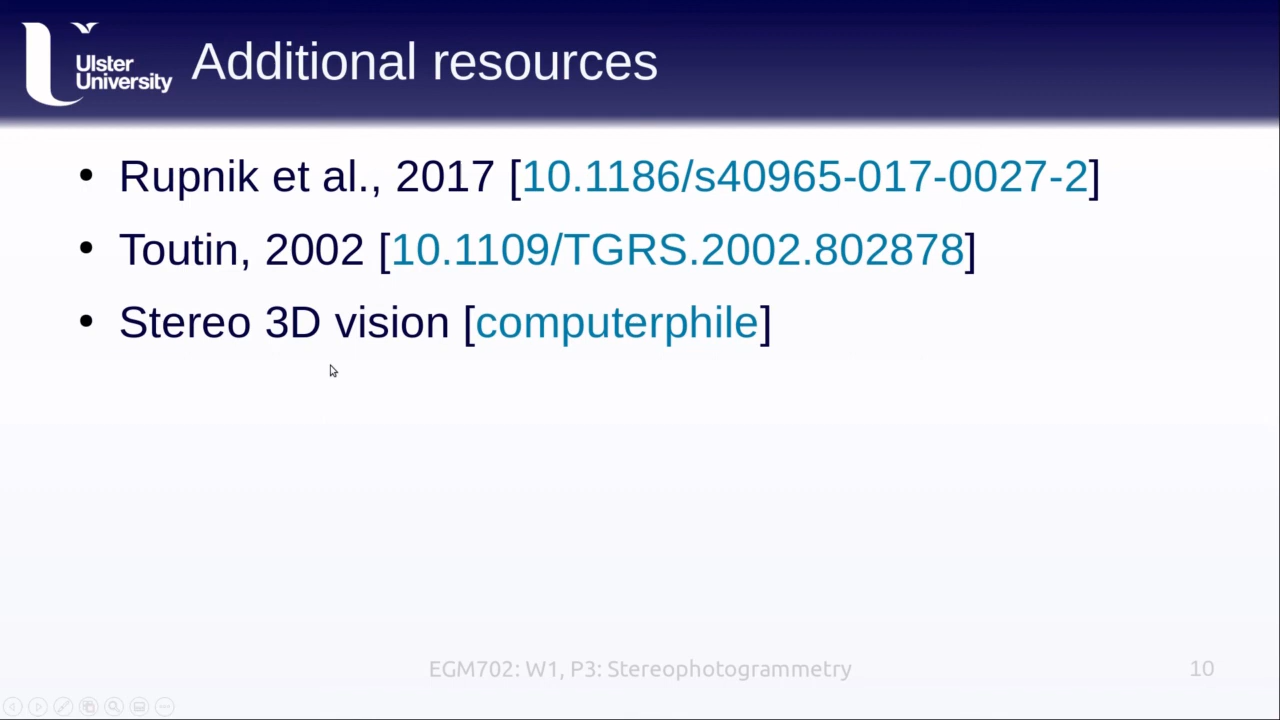 Ulster
University
Additional resources
• Rupnik et al., 2017 [10.1186/s40965-017-0027-2]
• Toutin, 2002 [10.1109/TGRS.2002.802878]
• Stereo 3D vision [computerphile]
EGM702: W1, P3: Stereophotogrammetry
10